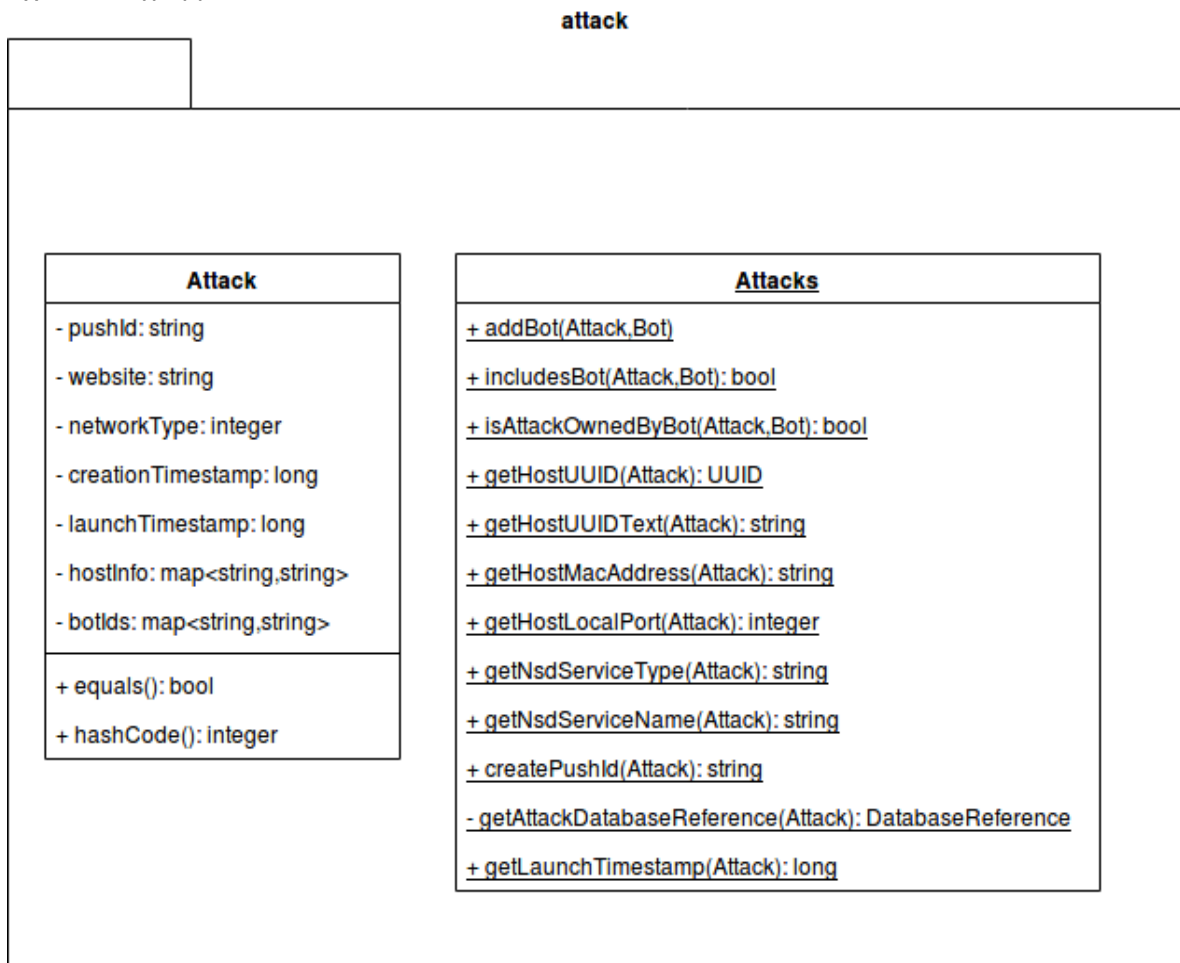 attack
Attack
- pushId: string
- website: string
- networkType: integer
- creationTimestamp: long
- launchTimestamp: long
- hostInfo: map<string,string>
- botIds: map<string,string>
+ equals(): bool
+ hashCode(): integer
Attacks
+ addBot(Attack,Bot)
+ includesBot(Attack,Bot): bool
+ isAttackOwnedByBot(Attack,Bot): bool
+ getHostUUID(Attack): UUID
+ getHostUUIDText(Attack): string
+ getHostMacAddress(Attack): string
+ getHostLocalPort(Attack): integer
+ getNsdServiceType(Attack): string
+ getNsdServiceName(Attack): string
+ createPushId(Attack): string
- getAttackDatabaseReference(Attack): DatabaseReference
+ getLaunchTimestamp(Attack): long